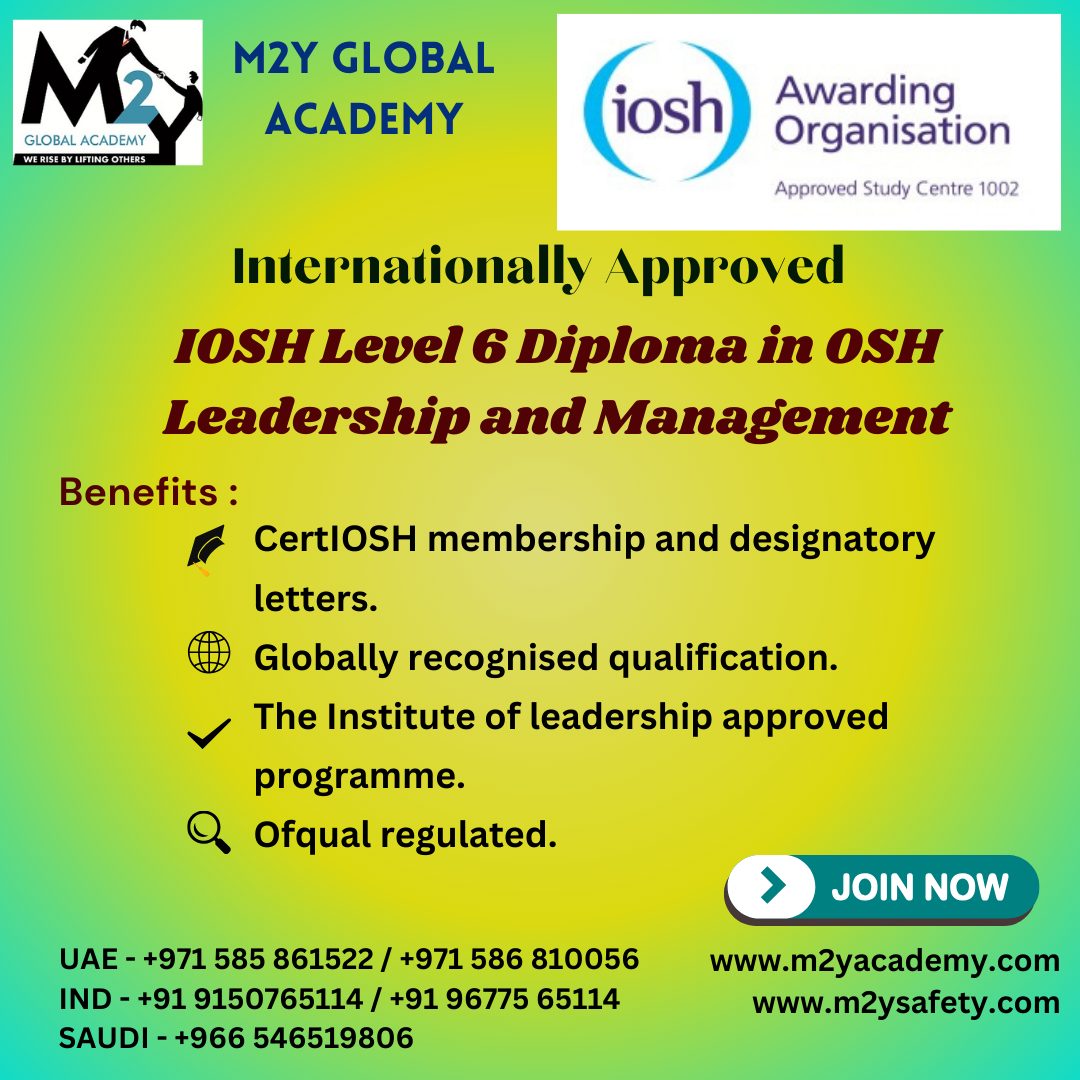 M2Y
GLOBAL ACADEMY
WE RISE BY LIFTING OTHERS
M2Y GLOBAL
ACADEMY
iosh
Awarding
Organisation
Approved Study Centre 1002
Internationally Approved
IOSH Level 6 Diploma in OSH
Leadership and Management
Benefits :
CertIOSH membership and designatory
letters.
Globally recognised qualification.
The Institute of leadership approved
programme.
Ofqual regulated.
JOIN NOW
UAE - +971 585 861522 / +971 586 810056
IND - +91 9150765114 / +91 96775 65114
SAUDI - +966 546519806
www.m2yacademy.com
www.m2ysafety.com